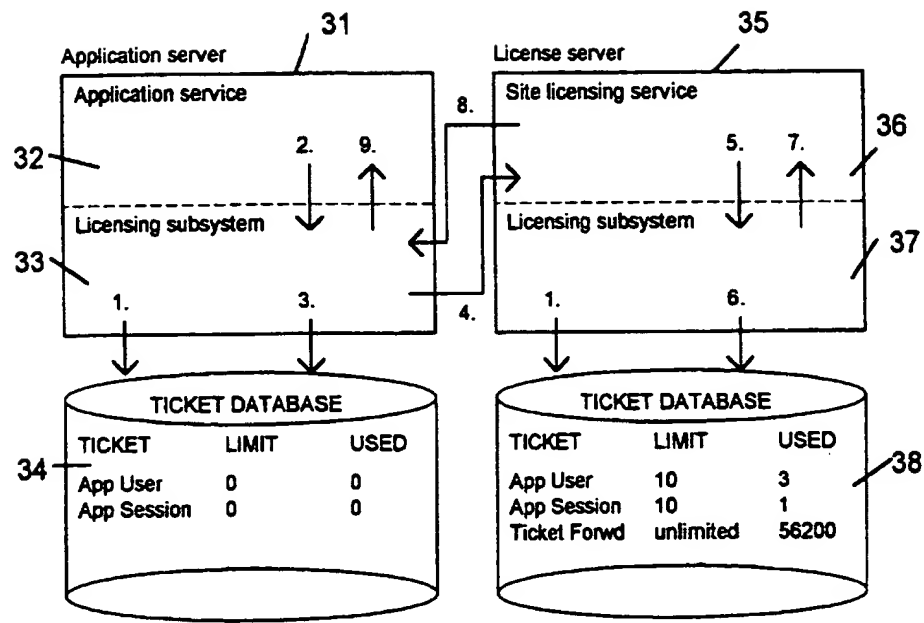 31
35
Application server
License server
Application service
Site licensing service
8.
2.
9.
5.
7.
32
36
Licensing subsystem
Licensing subsystem
33
37
1.
3.
4.
1.
6.
TICKET DATABASE
TICKET LIMIT USED
34
App User 0 0
App Session 0 0
TICKET DATABASE
TICKET LIMIT USED
38
App User 10 3
App Session 10 1
Ticket Forwd unlimited 56200